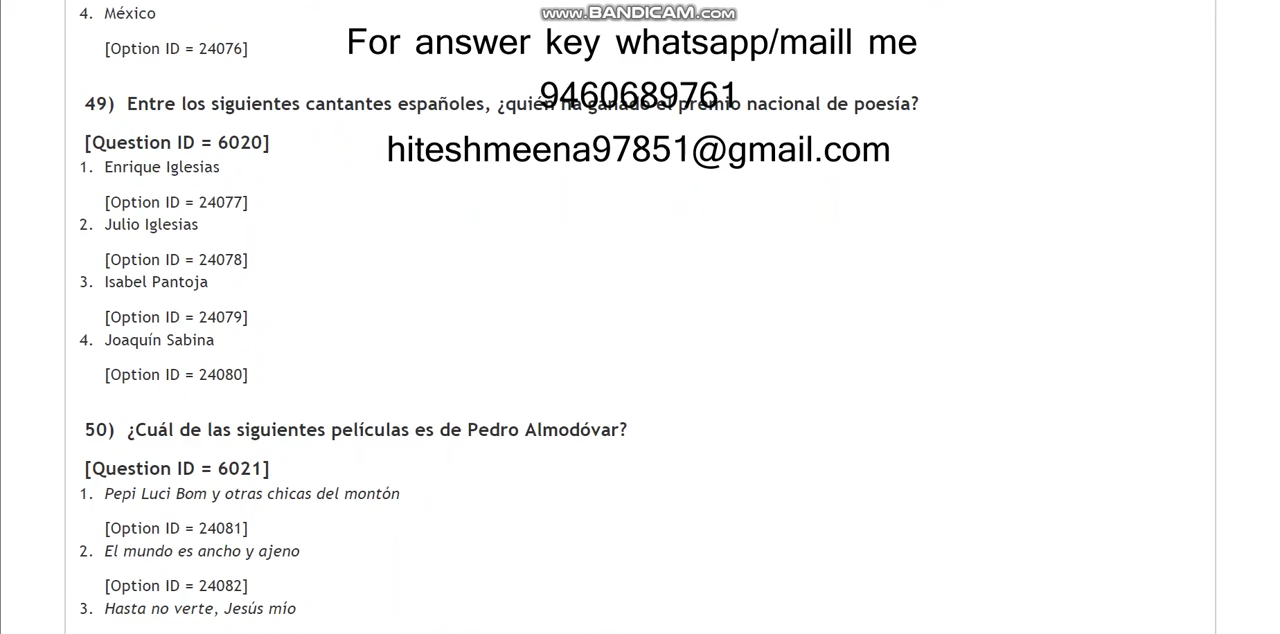 4. México
www.BANDICAM.com
[Option ID = 24076]
For answer key whatsapp/maill me
9460689761
49) Entre los siguientes cantantes españoles, ¿quién ha ganado el premio nacional de poesía?
[Question ID = 6020]
hiteshmeena97851@gmail.com
1. Enrique Iglesias
[Option ID = 24077]
2. Julio Iglesias
[Option ID = 24078]
3. Isabel Pantoja
[Option ID = 24079]
4. Joaquín Sabina
[Option ID = 24080]
50) ¿Cuál de las siguientes películas es de Pedro Almodóvar?
[Question ID = 6021]
1. Pepi Luci Bom y otras chicas del montón
[Option ID = 24081]
2. El mundo es ancho y ajeno
[Option ID = 24082]
3. Hasta no verte, Jesús mío